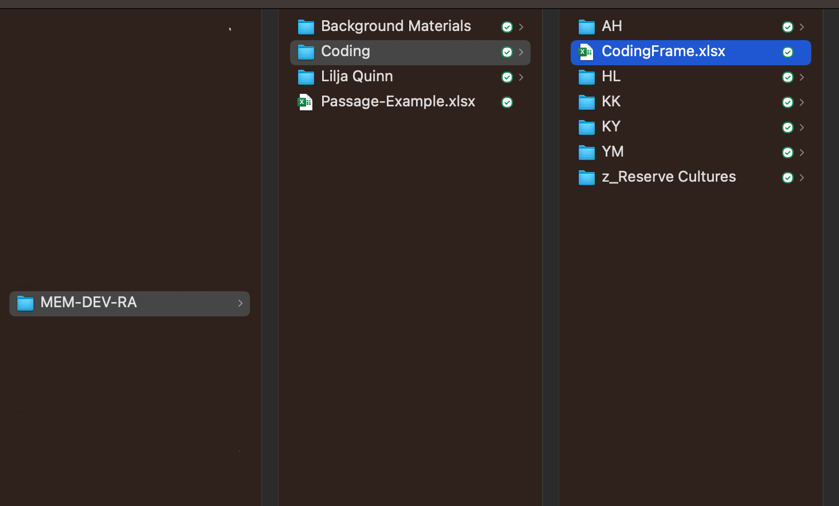 MEM-DEV-RA
Background Materials
Coding
Lilja Quinn
Passage-Example.xlsx
AH
CodingFrame.xlsx
HL
KK
KY
YM
z_Reserve Cultures